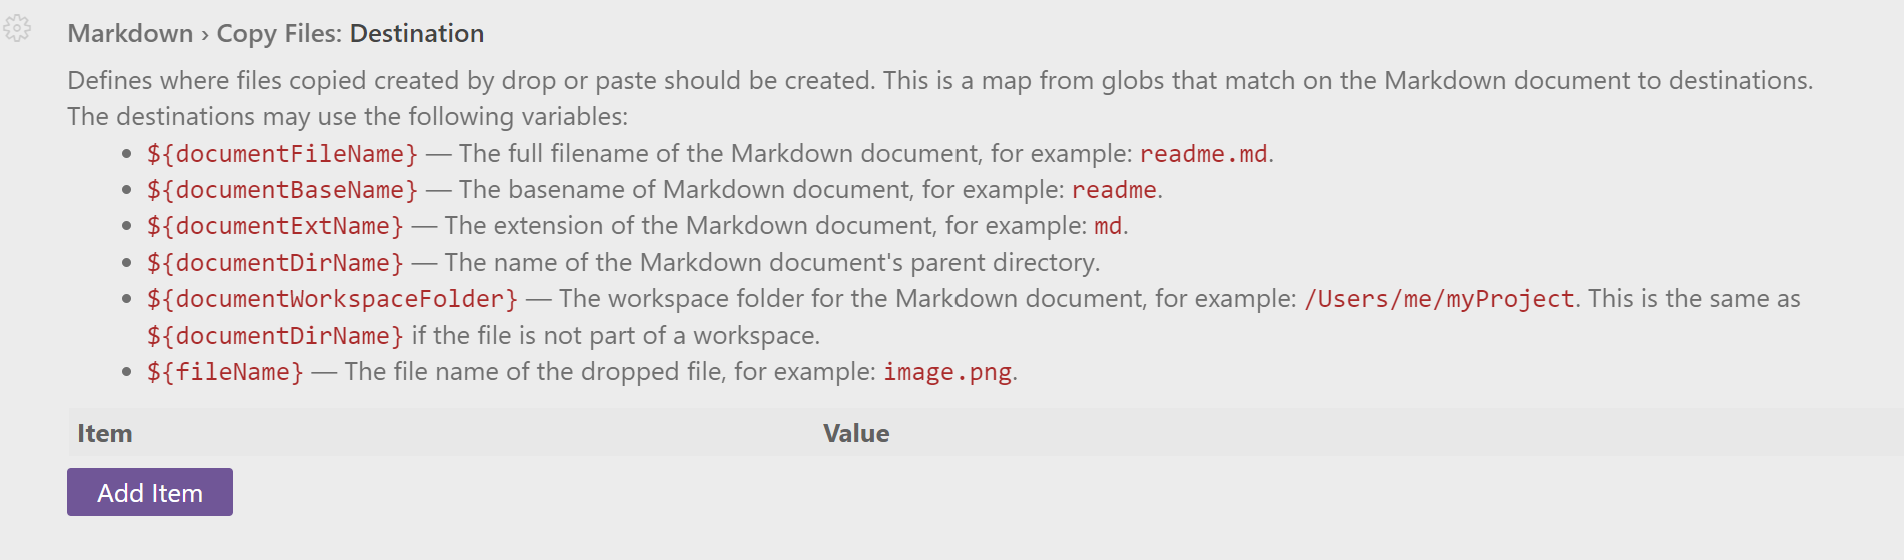 Markdown › Copy Files: Destination
Defines where files copied created by drop or paste should be created. This is a map from globs that match on the Markdown document to destinations.
The destinations may use the following variables:
• ${documentFileName} — The full filename of the Markdown document, for example: readme.md.
• ${documentBaseName} — The basename of Markdown document, for example: readme.
• ${documentExtName} — The extension of the Markdown document, for example: md.
• ${documentDirName} — The name of the Markdown document's parent directory.
• ${documentWorkspaceFolder} — The workspace folder for the Markdown document, for example: /Users/me/myProject. This is the same as
${documentDirName} if the file is not part of a workspace.
• ${fileName} — The file name of the dropped file, for example: image.png.
Item Value
Add Item